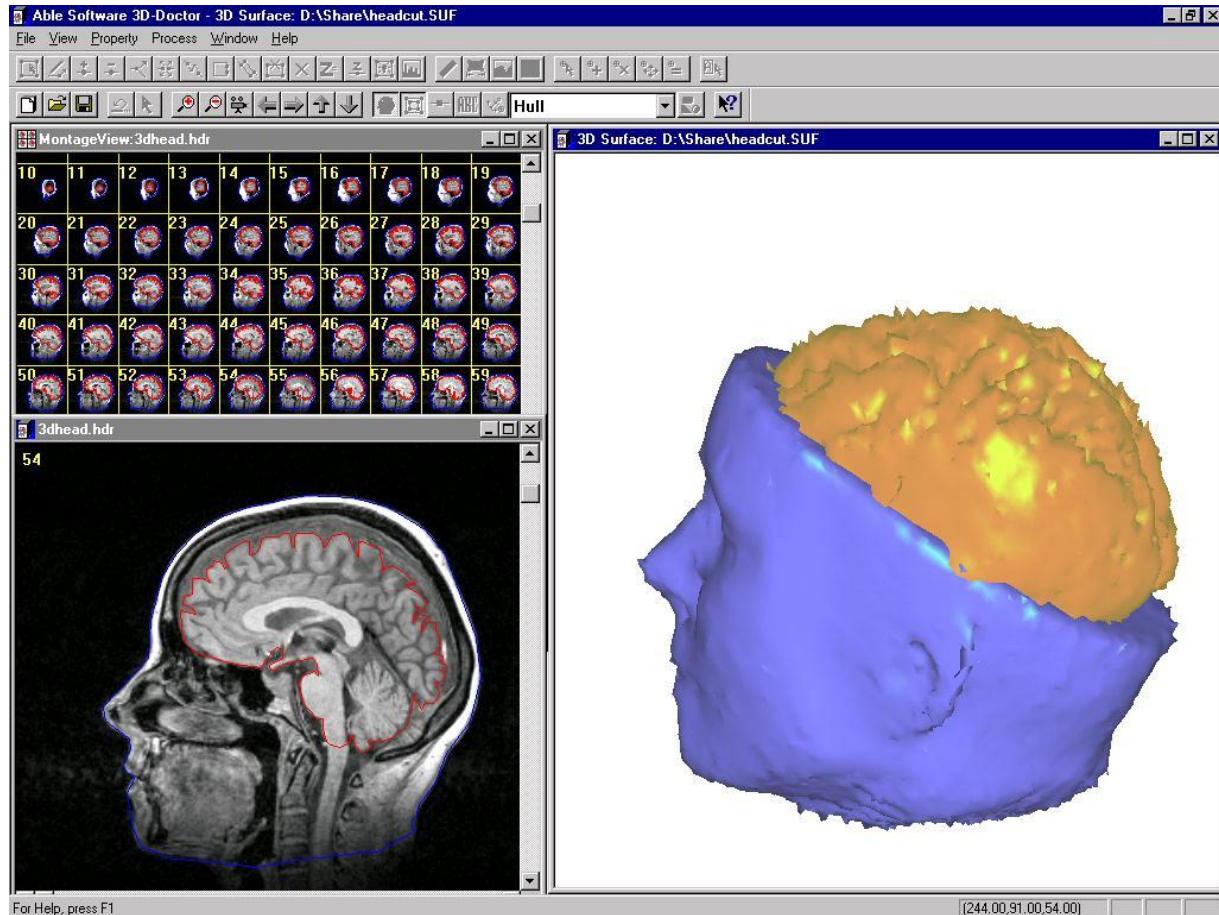 Able Software 3D-Doctor - 3D Surface: D:\Share\headcut.SUF
File View Property Process Window Help
ABC Hull
MontageView:3dhead.hdr
10 11 12 13 14 15 16 17 18 19
20 21 22 23 24 25 26 27 28 29
30 31 32 33 34 35 36 37 38 39
40 41 42 43 44 45 46 47 48 49
50 51 52 53 54 55 56 57 58 59
3dhead.hdr
54
3D Surface: D:\Share\headcut.SUF
For Help, press F1
(244.00,91.00,54.00)